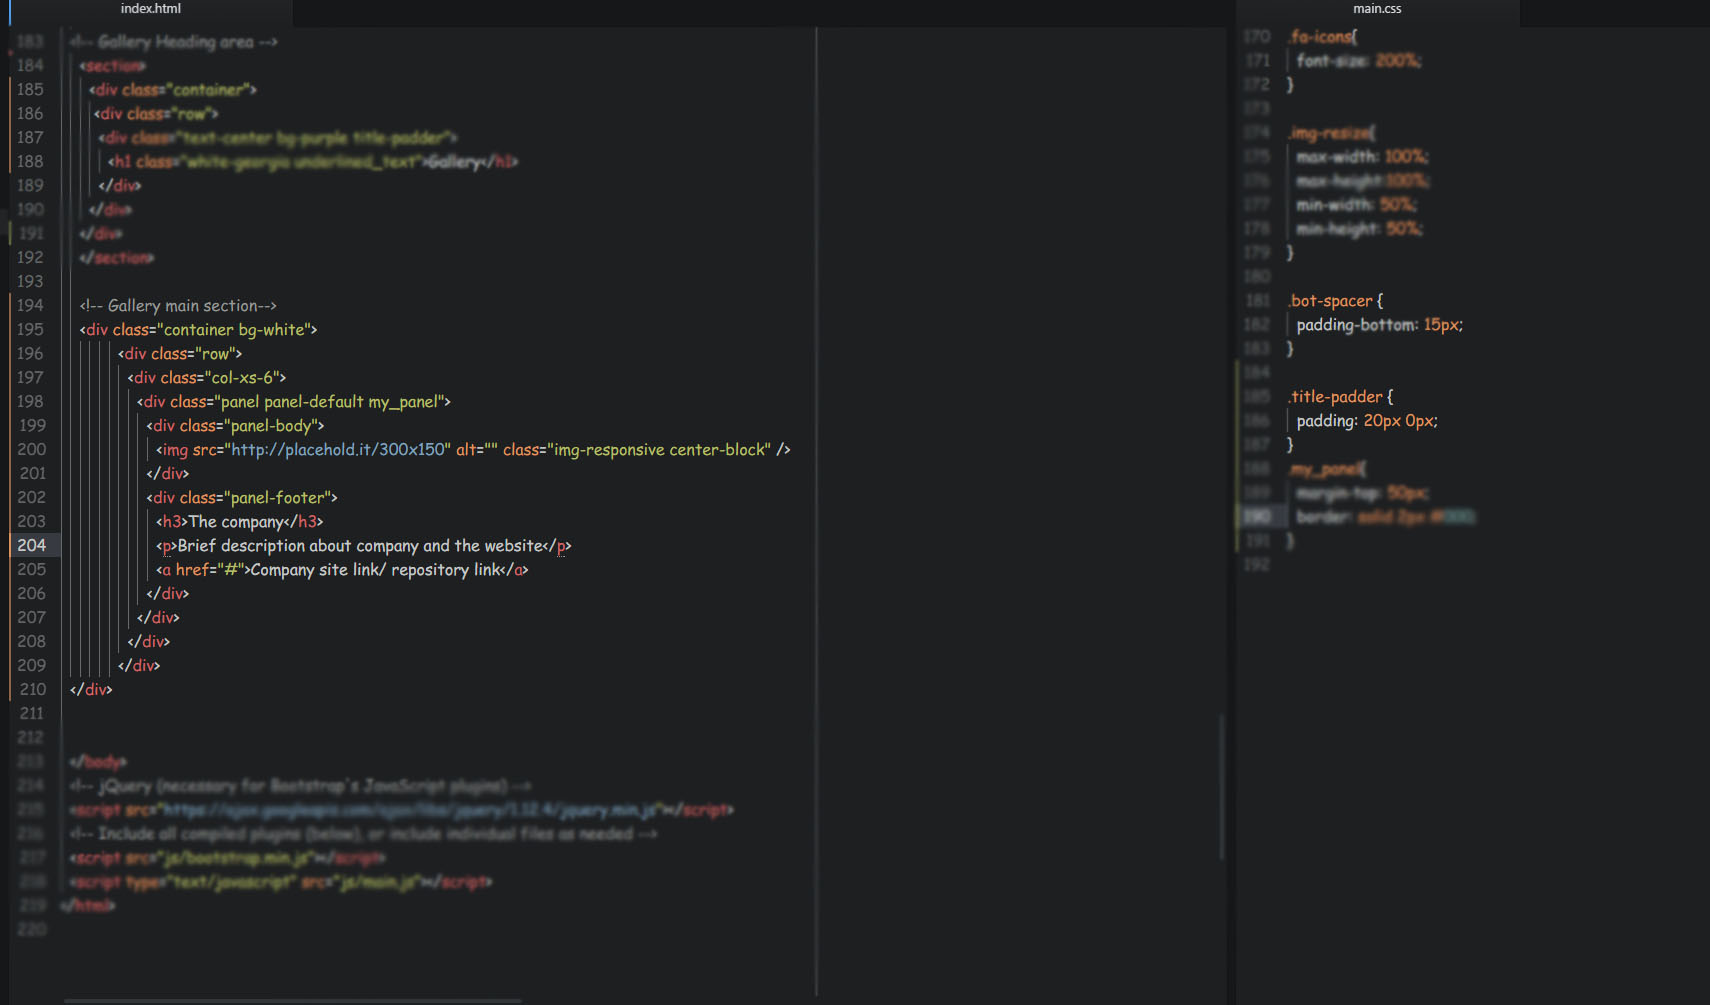 index.html
183 <!-- Gallery Heading area -->
184 <section>
185 <div class="container">
186 <div class="row">
187 <div class="text-center bg-purple title-padder">
188 <h1 class="white-georgia underlined_text">Gallery</h1>
189 </div>
190 </div>
191 </div>
192 </section>
193
194 <!-- Gallery main section-->
195 <div class="container bg-white">
196 <div class="row">
197 <div class="col-xs-6">
198 <div class="panel panel-default my_panel">
199 <div class="panel-body">
200 <img src="http://placehold.it/300x150" alt="" class="img-responsive center-block" />
201 </div>
202 <div class="panel-footer">
203 <h3>The company</h3>
204 <p>Brief description about company and the website</p>
205 <a href="#">Company site link/ repository link</a>
206 </div>
207 </div>
208 </div>
209 </div>
210 </div>
211
212
213 </body>
214 <!-- jQuery (necessary for Bootstrap's JavaScript plugins) -->
215 <script src="https://ajax.googleapis.com/ajax/libs/jquery/1.12.4/jquery.min.js"></script>
216 <!-- Include all compiled plugins (below), or include individual files as needed -->
217 <script src="js/bootstrap.min.js"></script>
218 <script type="text/javascript" src="js/main.js"></script>
219 </html>
220
main.css
170 .fa-icons{
171 font-size: 200%;
172 }
173
174 .img-resize{
175 max-width: 100%;
176 max-height:100%;
177 min-width: 50%;
178 min-height: 50%;
179 }
180
181 .bot-spacer {
182 padding-bottom: 15px;
183 }
184
185 .title-padder {
186 padding: 20px 0px;
187 }
188 .my_panel{
189 margin-top: 50px;
190 border: solid 2px #000;
191 }
192